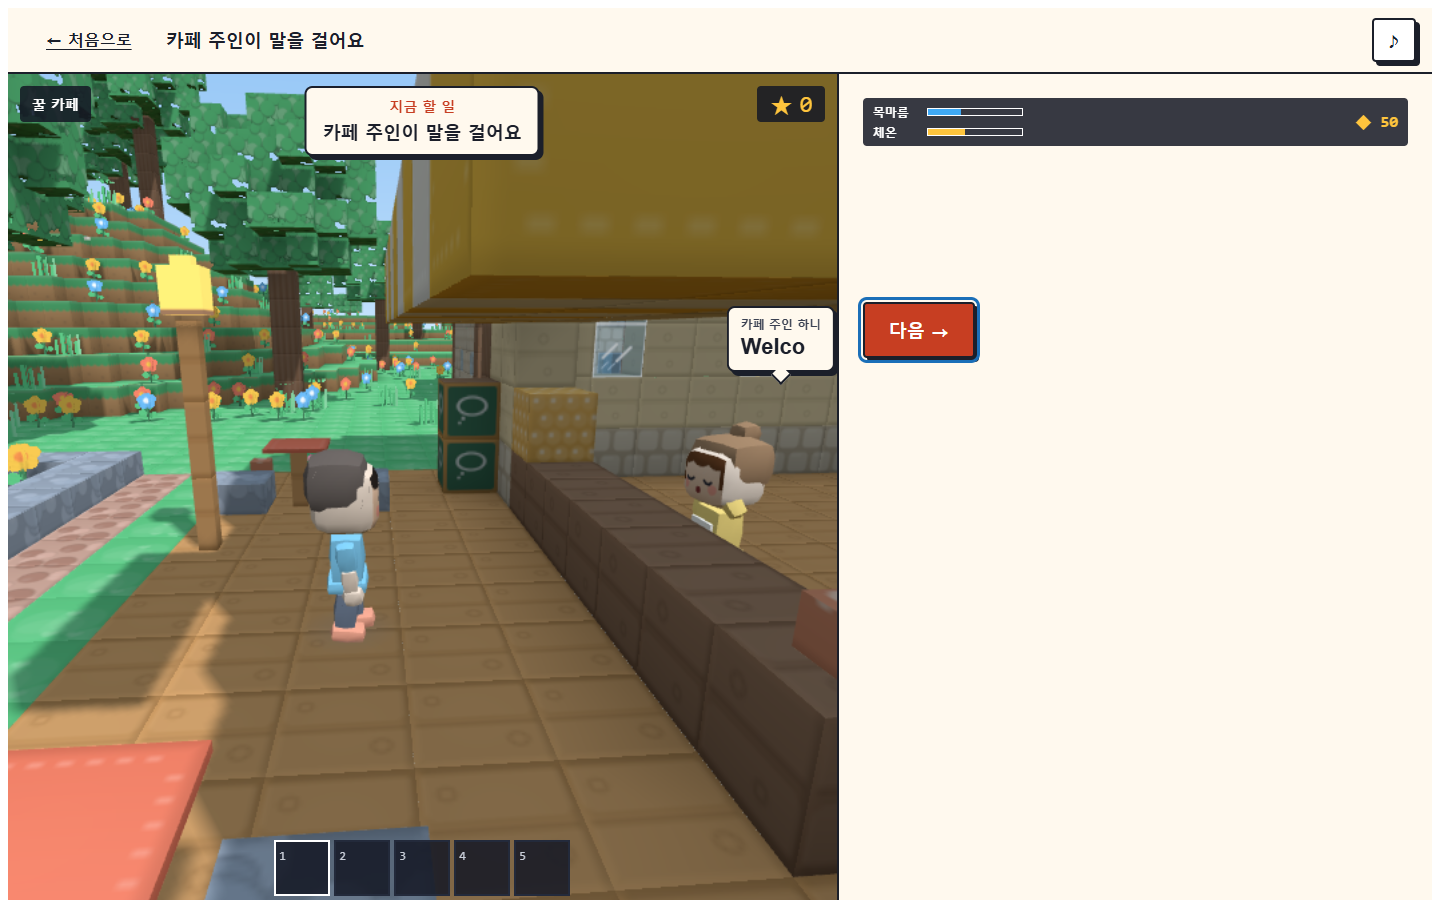 ← 처음으로 카페 주인이 말을 걸어요 ♪
꿀 카페
지금 할 일
카페 주인이 말을 걸어요
★ 0
목마름
체온
50
카페 주인 하니
Welco
다음 →
1 2 3 4 5